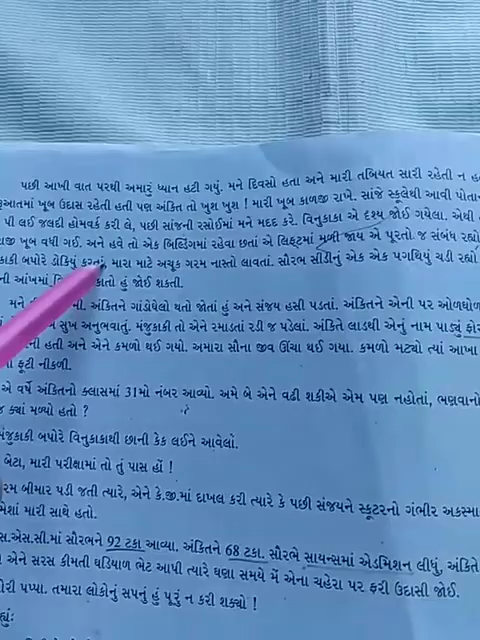 પછી આખી વાત પરથી અમારું ધ્યાન હટી ગયું. મને દિવસો હતા અને મારી તબિયત સારી રહેતી ન
ખૂબ ઉદાસ રહેતી હતી પણ અંકિત તો ખુશ ખુશ ! મારી ખૂબ કાળજી રાખે. સાંજે સ્કૂલેથી આવી
પી લઈ જલદી હોમવર્ક કરી લે, પછી સાંજની રસોઈમાં મને મદદ કરે. વિનુકાકા એ દૃશ્ય જોઈ ગયેલા.
ખૂબ વધી ગઈ. અને હવે તો એક બિલ્ડિંગમાં રહેવા છતાં એ લિફ્ટમાં મળી જાય એ પૂરતો જ સંબંધ રહ્યો
બપોરે ડોકિયું કરતાં, મારા માટે અચૂક ગરમ નાસ્તો લાવતાં. સૌરભ સીડીનું એક એક પગથિયું ચડી રહ્યો
આંખમાં હું જોઈ શકતી.
મને અંકિતને ગાંડોઘેલો થતો જોતાં હું અને સંજય હસી પડતાં. અંકિતને એની પર
સુખ અનુભવાતું. મંજુકાકી તો એને રમાડતાં રડી જ પડેલાં. અંકિતે લાડથી એનું નામ પાડ્યું
હતી અને એને કમળો થઈ ગયો. અમારા સૌના જીવ ઊંચા થઈ ગયા. કમળો મટ્યો ત્યાં આખા
ફૂટી નીકળી.
એ વર્ષે અંકિતનો ક્લાસમાં 31મો નંબર આવ્યો. અમે બે એને વઢી શકીએ એમ પણ નહોતાં, ભણવાનો
જ ક્યાં મળ્યો હતો ?
મંજુકાકી બપોરે વિનુકાકાથી છાની કેક લઈને આવેલાં.
બેટા, મારી પરીક્ષામાં તો તું પાસ હોં !
બીમાર પડી જતી ત્યારે, એને કે.જી.માં દાખલ કરી ત્યારે કે પછી સંજયને સ્કૂટરનો ગંભીર
મારી સાથે હતો.
સૌરભને 92 ટકા આવ્યા. અંકિતને 68 ટકા. સૌરભે સાયન્સમાં એડમિશન લીધું, અંકિતે
એને સરસ કીમતી ઘડિયાળ ભેટ આપી ત્યારે ઘણા સમયે મેં એના ચહેરા પર ફરી ઉદાસી જોઈ.
પપ્પા. તમારા લોકોનું સપનું હું પૂરું ન કરી શક્યો !